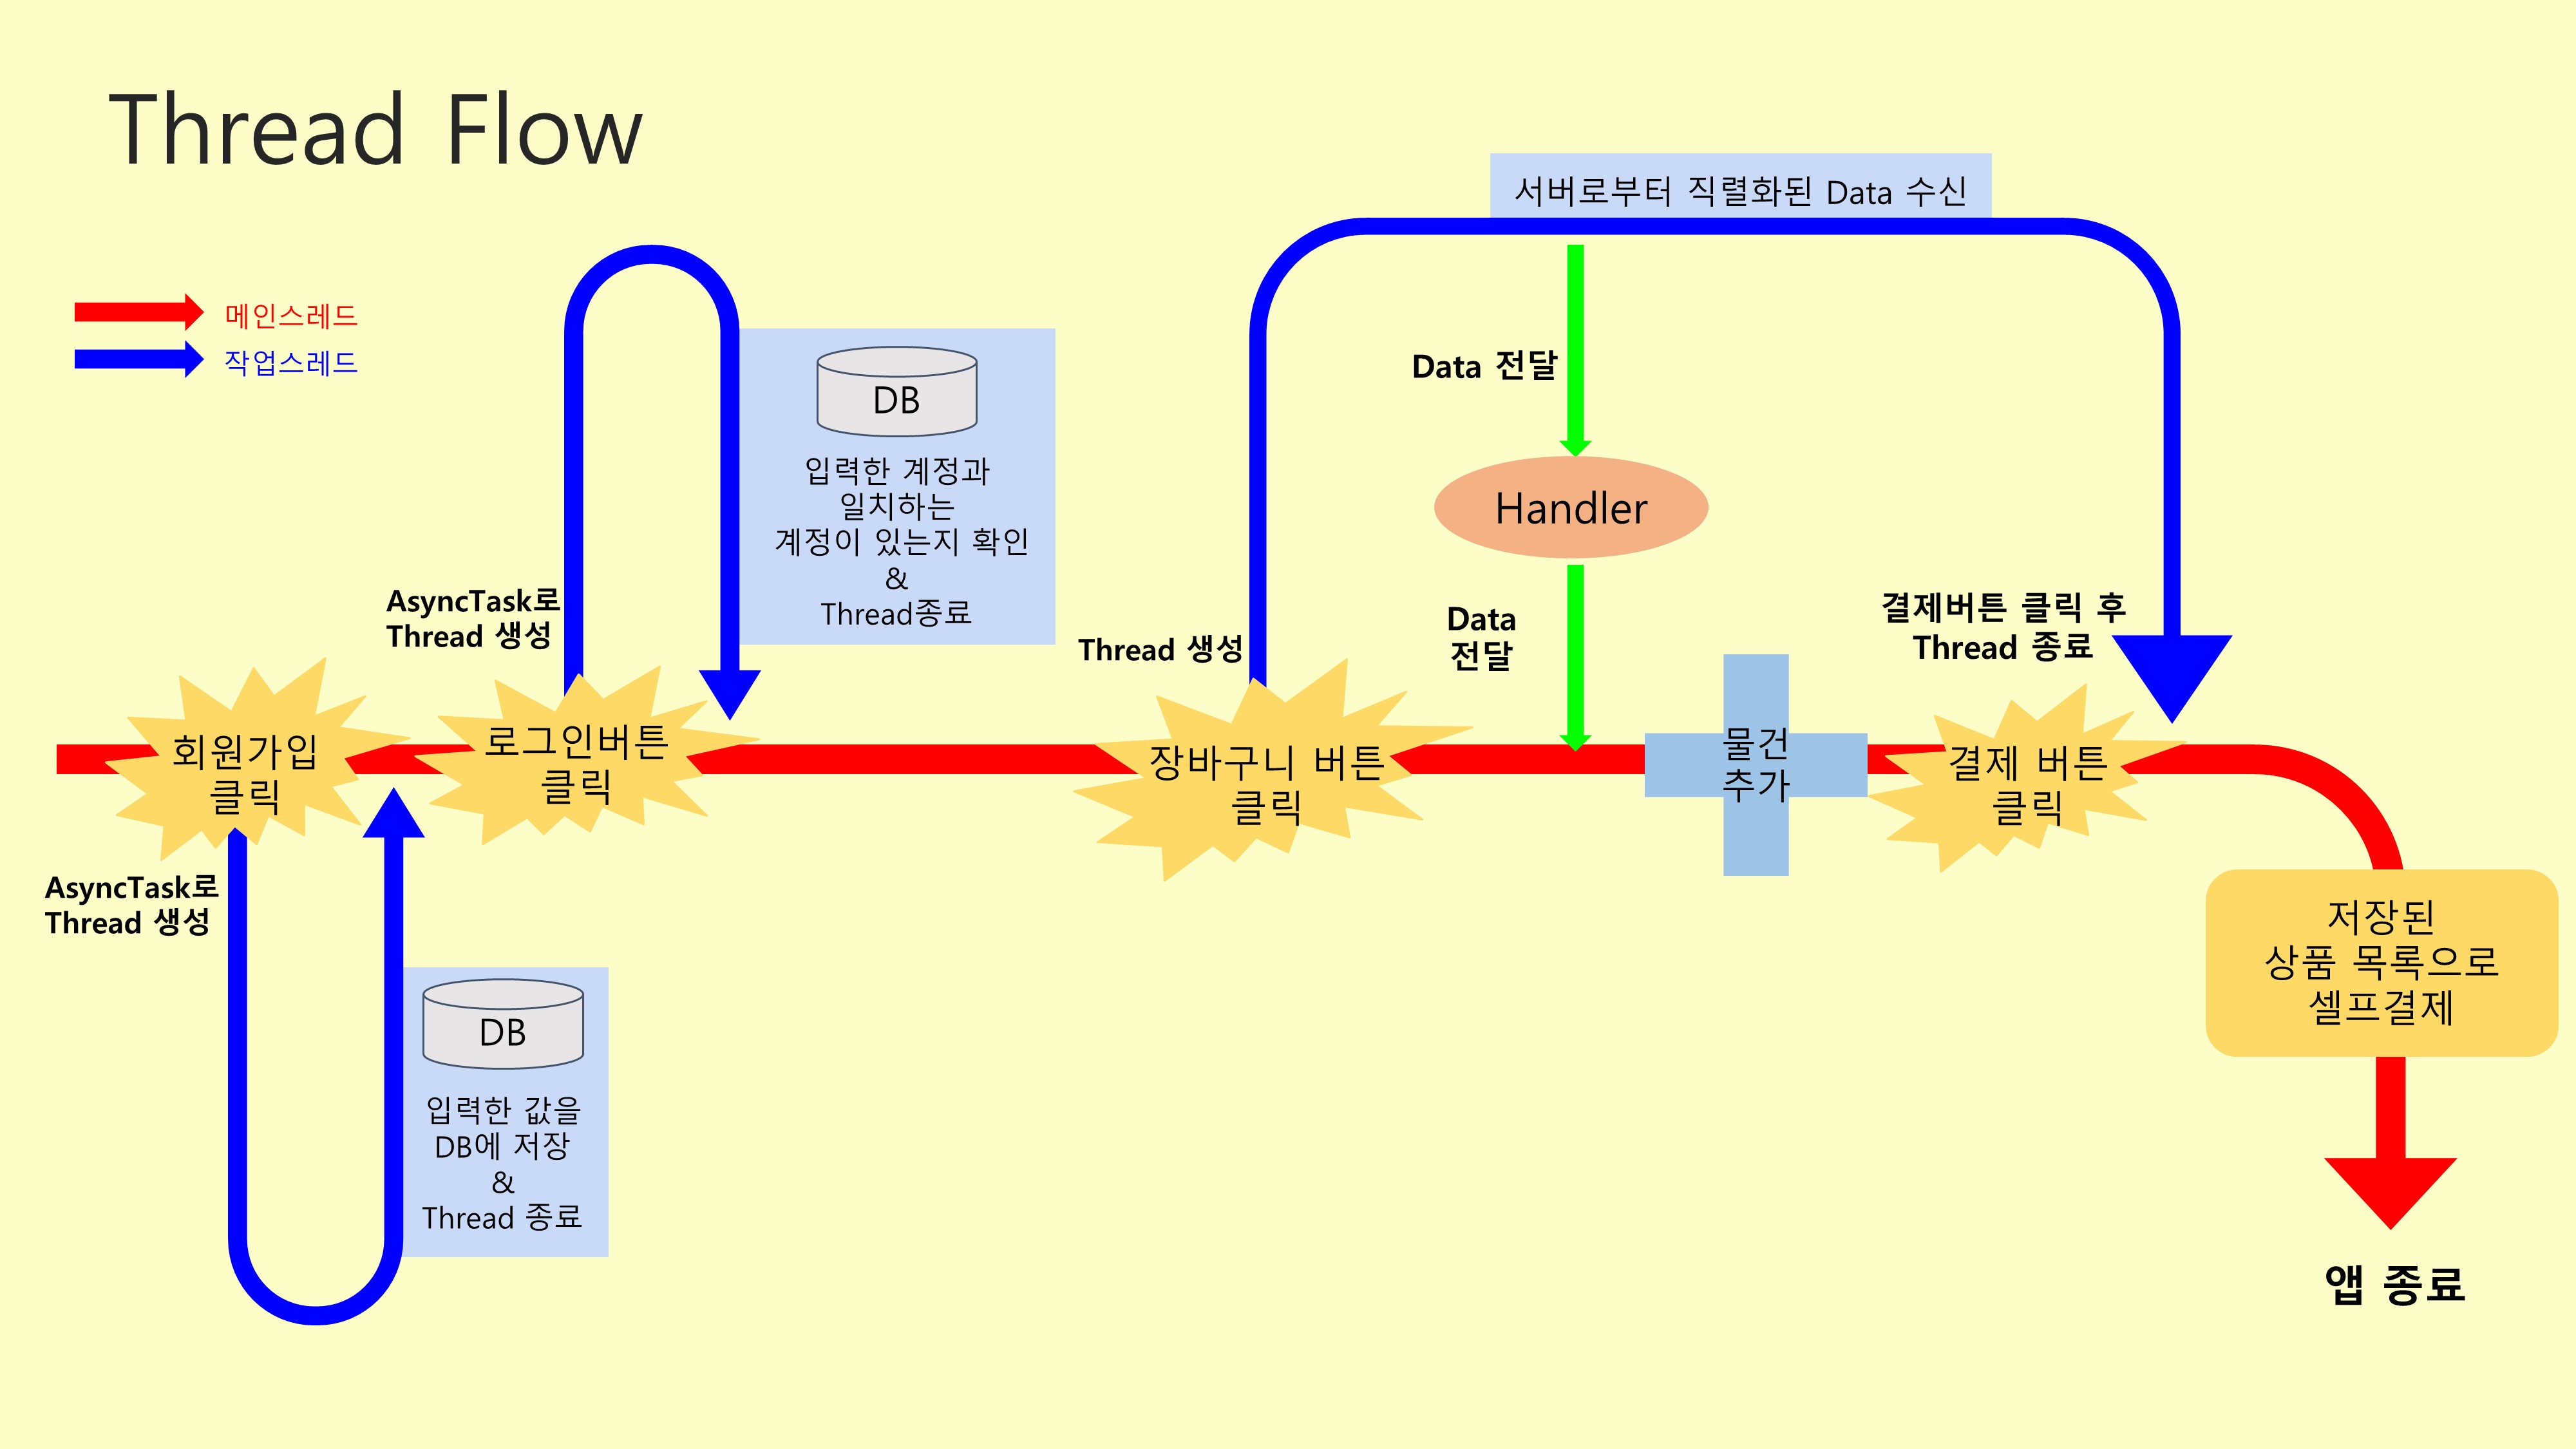 Thread Flow
메인스레드
작업스레드
서버로부터 직렬화된 Data 수신
DB
입력한 계정과
일치하는
계정이 있는지 확인
&
Thread종료
AsyncTask로
Thread 생성
Data 전달
Handler
Data
전달
Thread 생성
결제버튼 클릭 후
Thread 종료
회원가입
클릭
로그인버튼
클릭
장바구니 버튼
클릭
물건
추가
결제 버튼
클릭
AsyncTask로
Thread 생성
DB
입력한 값을
DB에 저장
&
Thread 종료
저장된
상품 목록으로
셀프결제
앱 종료